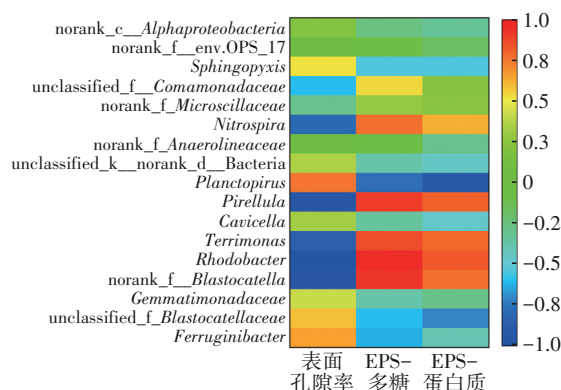 norank_c__Alphaproteobacteria
norank_f__env.OPS_17
Sphingopyxis
unclassified_f__Comamonadaceae
norank_f_Microscillaceae
Nitrospira
norank_f_Anaerolineaceae
unclassified_k__norank_d__Bacteria
Planctopirus
Pirellula
Cavicella
Terrimonas
Rhodobacter
norank_f__Blastocatella
Gemmatimonadaceae
unclassified_f_Blastocatellaceae
Ferruginibacter
表面 EPS- EPS-
孔隙率 多糖 蛋白质
1.0
0.8
0.5
0.3
0
-0.2
-0.5
-0.8
-1.0